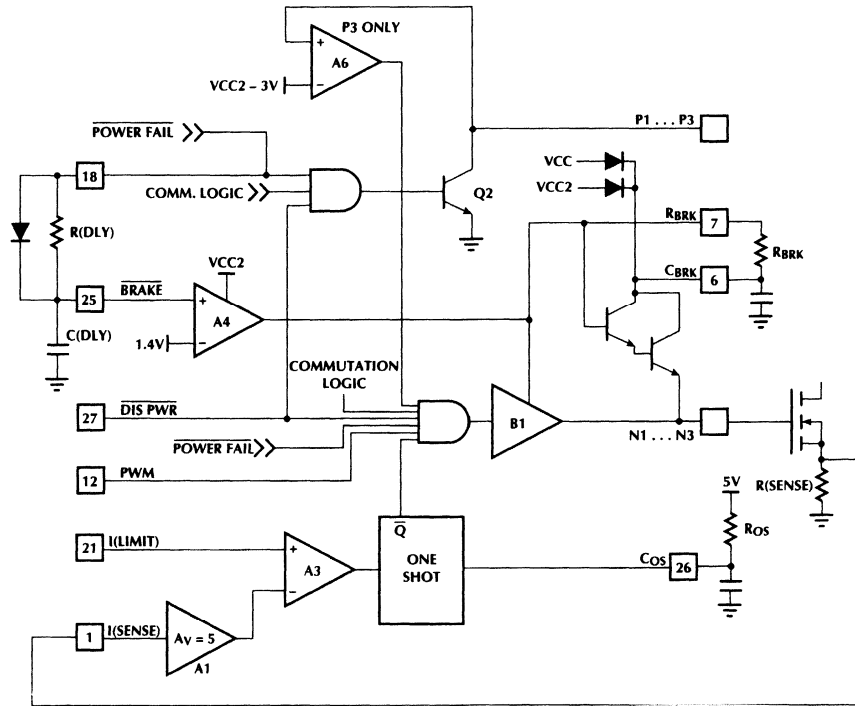 P3 ONLY
+
A6
VCC2 – 3V
–
POWER FAIL
P1 . . . P3
18
VCC
COMM. LOGIC
VCC2
Q2
RBRK
7
R(DLY)
RBRK
VCC2
CBRK
6
25
BRAKE
+
A4
C(DLY)
1.4V
–
COMMUTATION
LOGIC
27
DIS PWR
B1
N1 . . . N3
POWER FAIL
12
PWM
R(SENSE)
5V
Q
ROS
21
I(LIMIT)
+
A3
ONE
SHOT
COS
26
–
1
I(SENSE)
AV = 5
A1